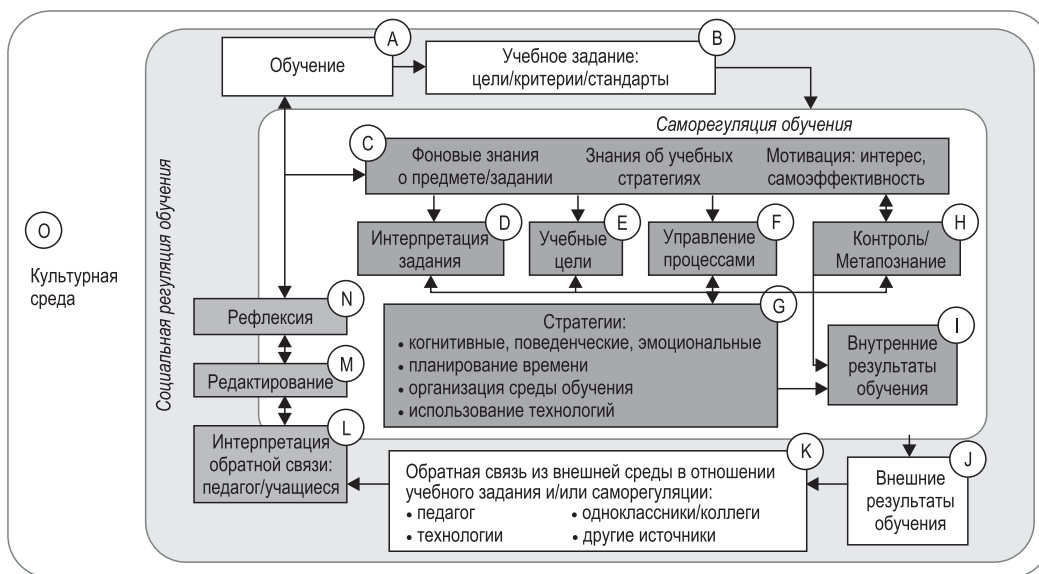 A
Обучение
B
Учебное задание:
цели/критерии/стандарты
Саморегуляция обучения
C
Фоновые знания
о предмете/задании
Знания об учебных
стратегиях
Мотивация: интерес,
самоэффективность
D
Интерпретация
задания
E
Учебные
цели
F
Управление
процессами
H
Контроль/
Метапознание
O
Культурная
среда
Социальная регуляция обучения
N
Рефлексия
M
Редактирование
L
Интерпретация
обратной связи:
педагог/учащиеся
G
Стратегии:
• когнитивные, поведенческие, эмоциональные
• планирование времени
• организация среды обучения
• использование технологий
I
Внутренние
результаты
обучения
K
Обратная связь из внешней среды в отношении
учебного задания и/или саморегуляции:
• педагог
• одноклассники/коллеги
• технологии
• другие источники
J
Внешние
результаты
обучения